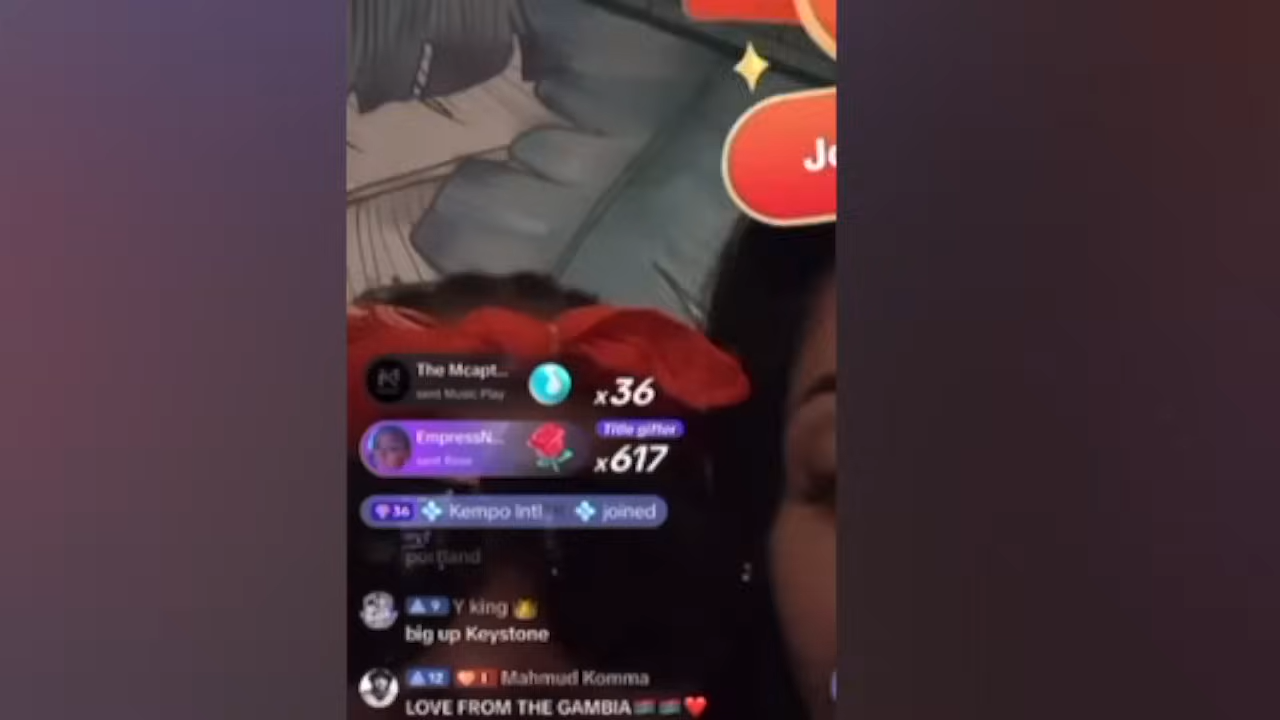 The Mcapt...
sent Music Play
x36
EmpressN...
sent Rose
Title gifter
x617
36 Kempo Intl... joined
portland
9 Y king
big up Keystone
12 1 Mahmud Komma
LOVE FROM THE GAMBIA